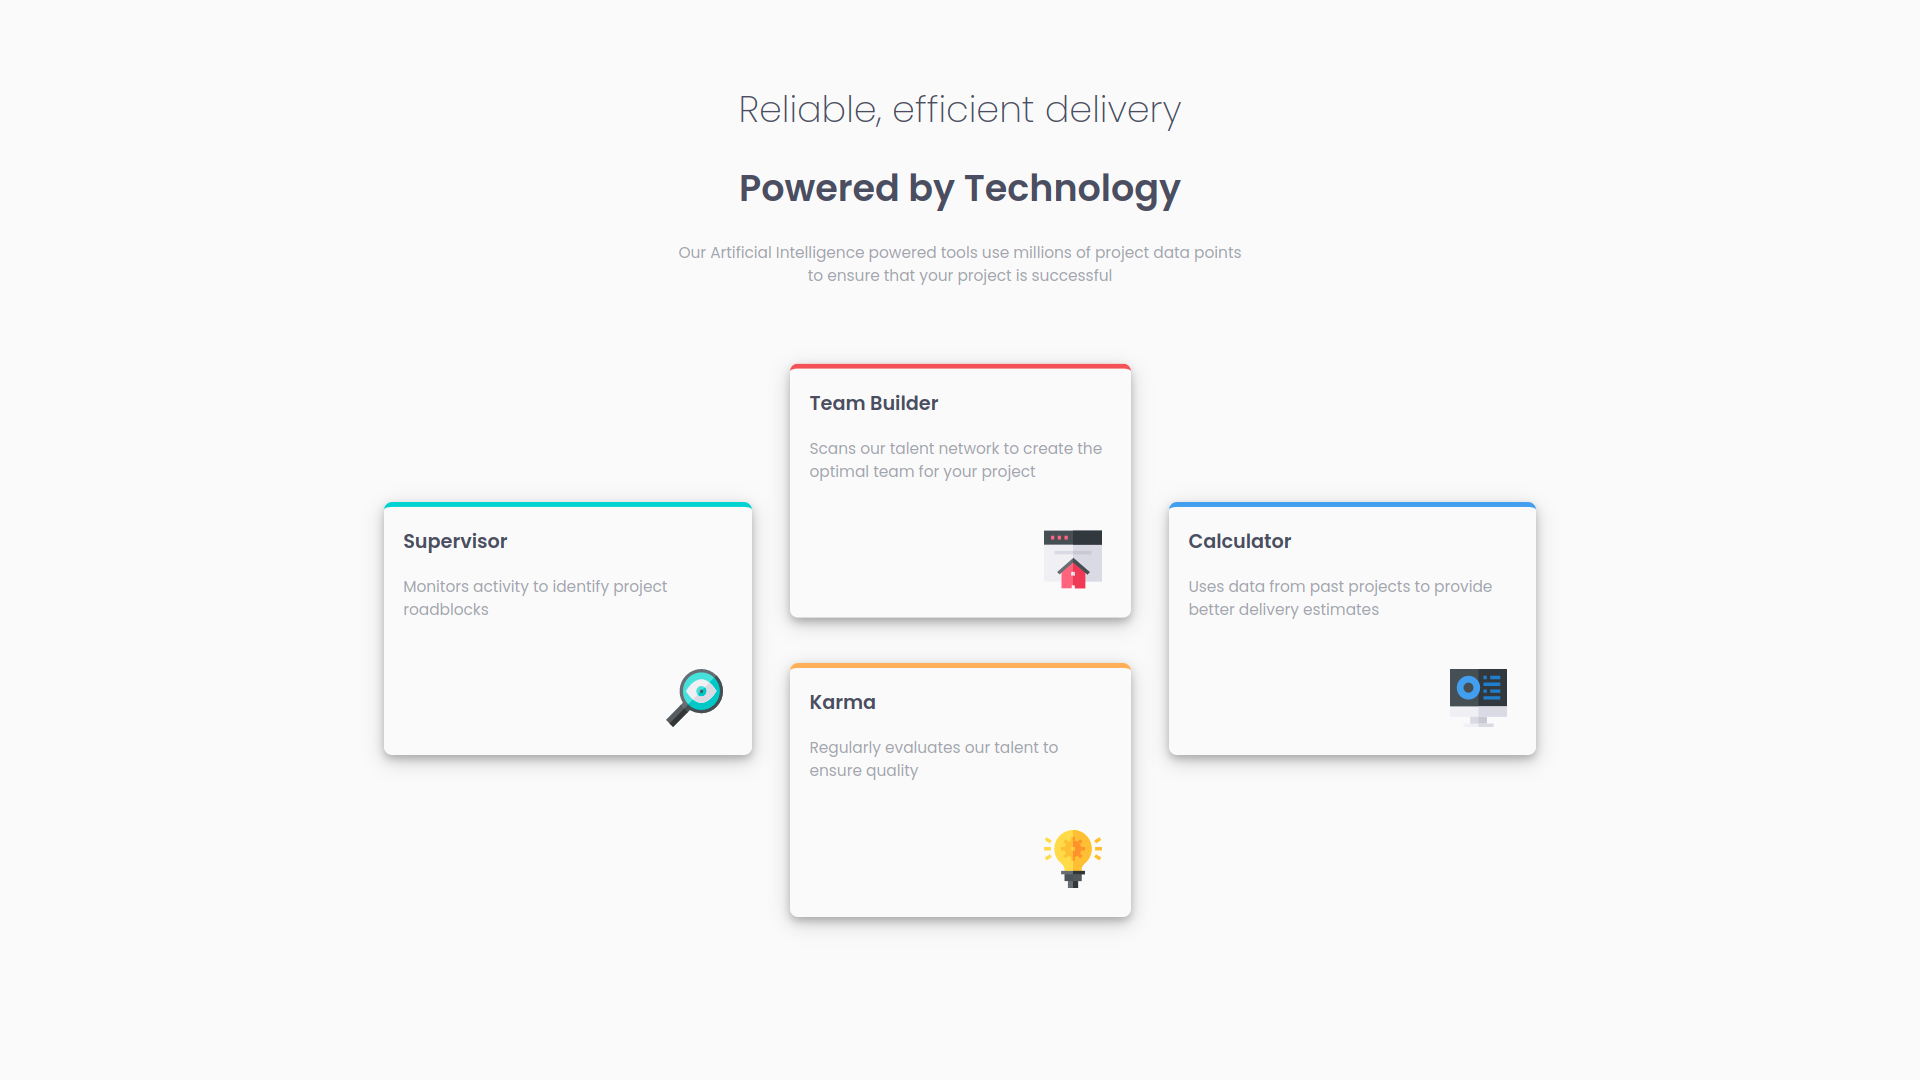 Reliable, efficient delivery
Powered by Technology
Our Artificial Intelligence powered tools use millions of project data points
to ensure that your project is successful
Supervisor
Monitors activity to identify project
roadblocks
Team Builder
Scans our talent network to create the
optimal team for your project
Karma
Regularly evaluates our talent to
ensure quality
Calculator
Uses data from past projects to provide
better delivery estimates